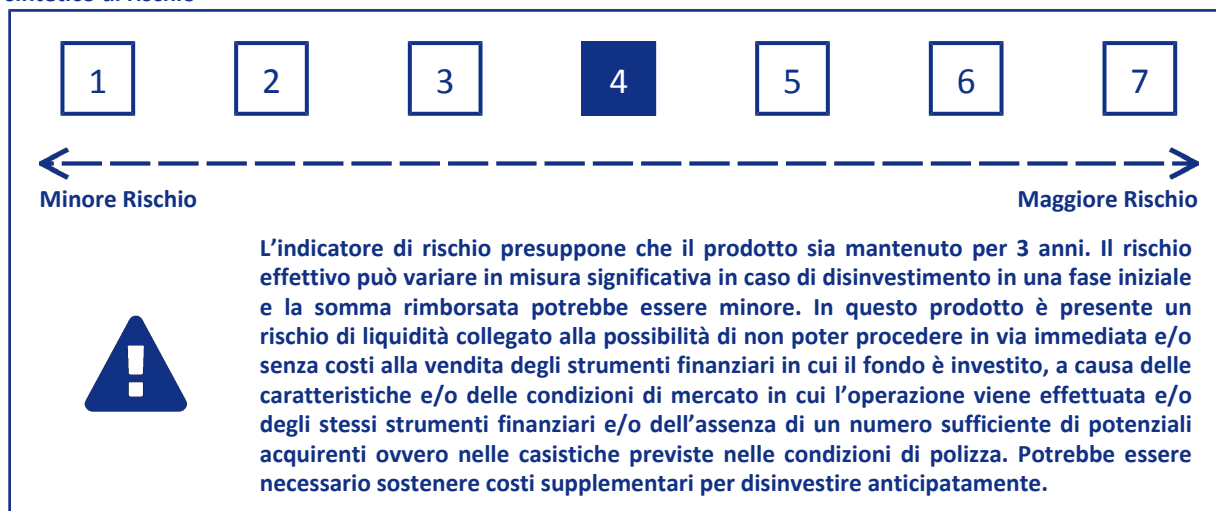 sintetico di rischio
1 2 3 4 5 6 7
Minore Rischio Maggiore Rischio
L'indicatore di rischio presuppone che il prodotto sia mantenuto per 3 anni. Il rischio
effettivo può variare in misura significativa in caso di disinvestimento in una fase iniziale
e la somma rimborsata potrebbe essere minore. In questo prodotto è presente un
rischio di liquidità collegato alla possibilità di non poter procedere in via immediata e/o
senza costi alla vendita degli strumenti finanziari in cui il fondo è investito, a causa delle
caratteristiche e/o delle condizioni di mercato in cui l'operazione viene effettuata e/o
degli stessi strumenti finanziari e/o dell'assenza di un numero sufficiente di potenziali
acquirenti ovvero nelle casistiche previste nelle condizioni di polizza. Potrebbe essere
necessario sostenere costi supplementari per disinvestire anticipatamente.